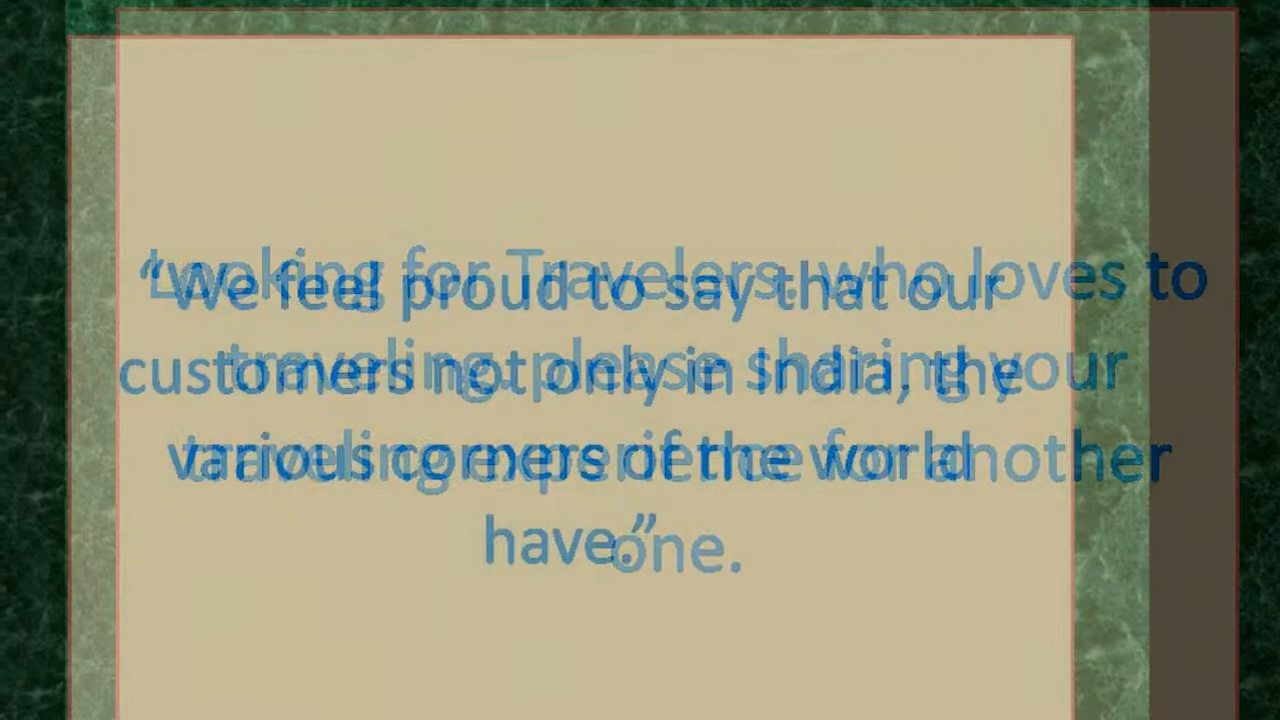 “We feel proud to say that our
customers not only in India, the
various corners of the world
have.”
Looking for Travelers, who loves to
traveling. please sharing your
traveling experience for another
one.